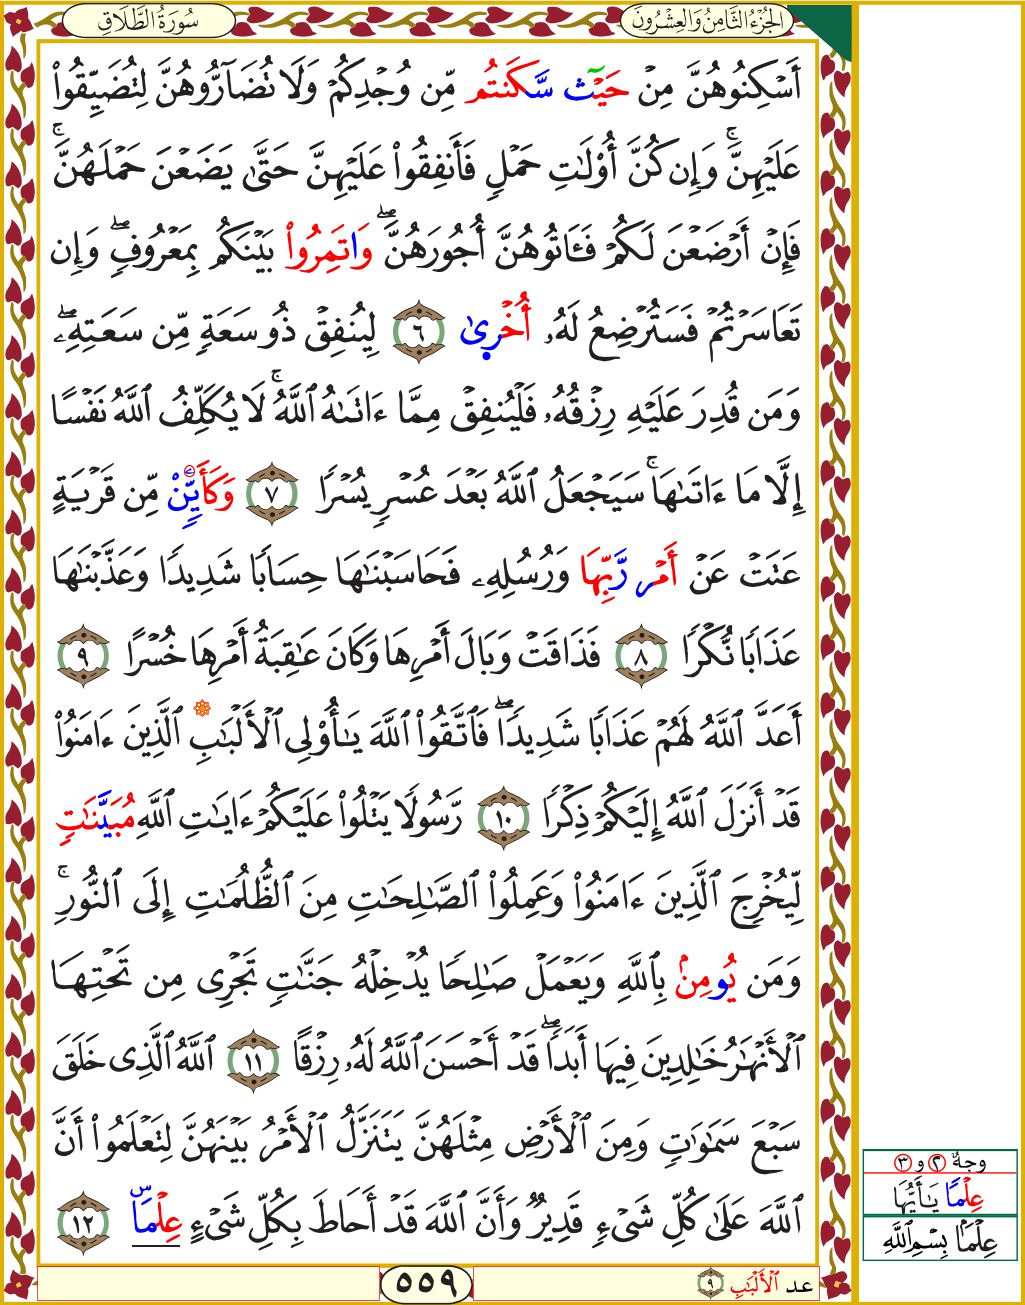 الجُزْءُ الثَّامِنُ وَالعِشْرُونَ
سُورَةُ الطَّلَاقِ
أَسْكِنُوهُنَّ مِنْ حَيْث سَّكَنتُم مِّن وُجْدِكُمْ وَلَا تُضَآرُّوهُنَّ لِتُضَيِّقُوا۟
عَلَيْهِنَّۚ وَإِن كُنَّ أُو۟لَٰتِ حَمْلٍ فَأَنفِقُوا۟ عَلَيْهِنَّ حَتَّىٰ يَضَعْنَ حَمْلَهُنَّۚ
فَإِنْ أَرْضَعْنَ لَكُمْ فَـَٔاتُوهُنَّ أُجُورَهُنَّۖ وَاتَمِرُوا۟ بَيْنَكُم بِمَعْرُوفٍۖ وَإِن
تَعَاسَرْتُمْ فَسَتُرْضِعُ لَهُۥ أُخْرىٰ ٦ لِيُنفِقْ ذُو سَعَةٍ مِّن سَعَتِهِۦۖ
وَمَن قُدِرَ عَلَيْهِ رِزْقُهُۥ فَلْيُنفِقْ مِمَّا ءَاتَىٰهُ ٱللَّهُۚ لَا يُكَلِّفُ ٱللَّهُ نَفْسًا
إِلَّا مَا ءَاتَىٰهَاۚ سَيَجْعَلُ ٱللَّهُ بَعْدَ عُسْرٍ يُسْرًا ٧ وَكَأَيِّنْ مِّن قَرْيَةٍ
عَتَتْ عَنْ أَمْر رَّبِّهَا وَرُسُلِهِۦ فَحَاسَبْنَٰهَا حِسَابًا شَدِيدًا وَعَذَّبْنَٰهَا
عَذَابًا نُّكْرًا ٨ فَذَاقَتْ وَبَالَ أَمْرِهَا وَكَانَ عَٰقِبَةُ أَمْرِهَا خُسْرًا ٩
أَعَدَّ ٱللَّهُ لَهُمْ عَذَابًا شَدِيدًاۖ فَٱتَّقُوا۟ ٱللَّهَ يَٰٓأُو۟لِى ٱلْأَلْبَٰبِ ٱلَّذِينَ ءَامَنُوا۟
قَدْ أَنزَلَ ٱللَّهُ إِلَيْكُمْ ذِكْرًا ١٠ رَّسُولًا يَتْلُوا۟ عَلَيْكُمْ ءَايَٰتِ ٱللَّهِ مُبَيَّنَٰتٍ
لِّيُخْرِجَ ٱلَّذِينَ ءَامَنُوا۟ وَعَمِلُوا۟ ٱلصَّٰلِحَٰتِ مِنَ ٱلظُّلُمَٰتِ إِلَى ٱلنُّورِۚ
وَمَن يُومِنۢ بِٱللَّهِ وَيَعْمَلْ صَٰلِحًا يُدْخِلْهُ جَنَّٰتٍ تَجْرِى مِن تَحْتِهَا
ٱلْأَنْهَٰرُ خَٰلِدِينَ فِيهَا أَبَدًاۖ قَدْ أَحْسَنَ ٱللَّهُ لَهُۥ رِزْقًا ١١ ٱللَّهُ ٱلَّذِى خَلَقَ
سَبْعَ سَمَٰوَٰتٍ وَمِنَ ٱلْأَرْضِ مِثْلَهُنَّ يَتَنَزَّلُ ٱلْأَمْرُ بَيْنَهُنَّ لِتَعْلَمُوا۟ أَنَّ
ٱللَّهَ عَلَىٰ كُلِّ شَىْءٍ قَدِيرٌ وَأَنَّ ٱللَّهَ قَدْ أَحَاطَ بِكُلِّ شَىْءٍ عِلْمًا ١٢
وجهٌ ٢ و ٣
عِلْمًا يَٰٓأَيُّهَا
عِلْمًا بِسْمِ ٱللَّهِ
عد ٱلْأَلْبَٰبِ ٩
٥٥٩